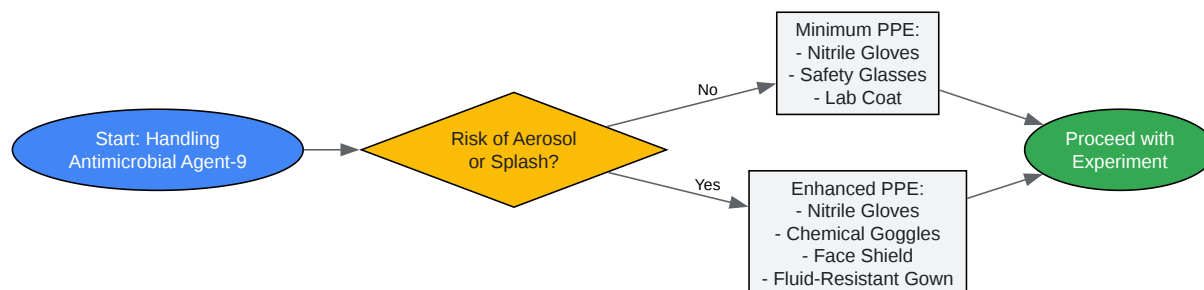 Start: Handling
Antimicrobial Agent-9
Risk of Aerosol
or Splash?
No
Minimum PPE:
- Nitrile Gloves
- Safety Glasses
- Lab Coat
Yes
Enhanced PPE:
- Nitrile Gloves
- Chemical Goggles
- Face Shield
- Fluid-Resistant Gown
Proceed with
Experiment